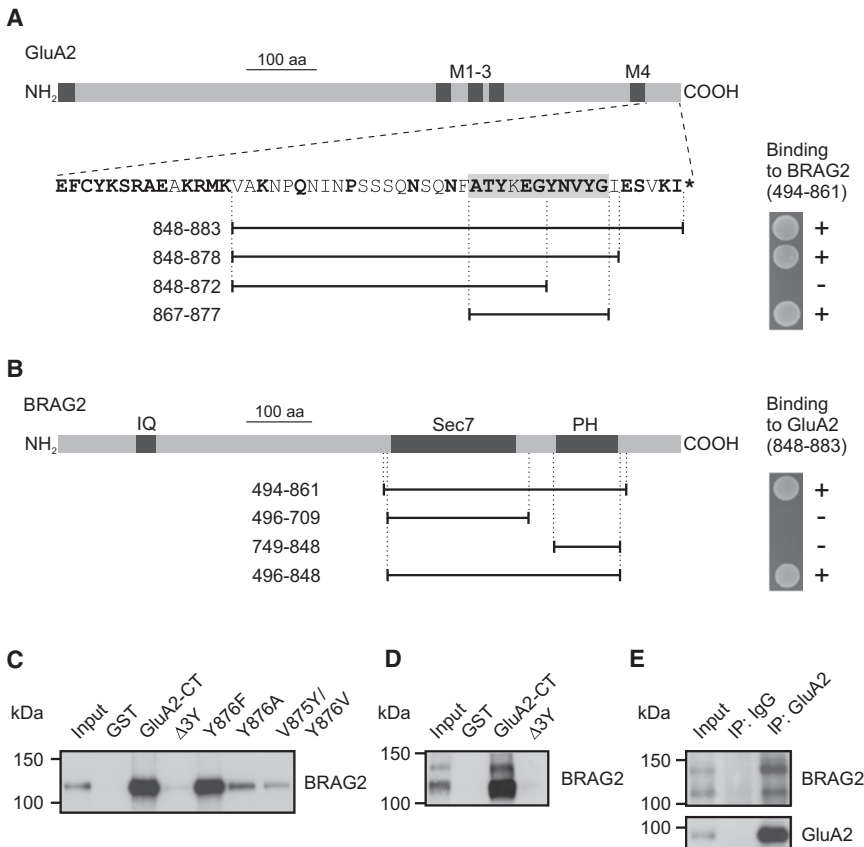 A
GluA2
100 aa
M1-3
M4
NH2
COOH
EFCYKSRAEAKRMKVAKNPQNINPSSSQNSQNFATYKEGYNVYGIESVKI*
Binding
to BRAG2
(494-861)
848-883
+
848-878
+
848-872
-
867-877
+
B
BRAG2
IQ
100 aa
Sec7
PH
NH2
COOH
Binding
to GluA2
(848-883)
494-861
+
496-709
-
749-848
-
496-848
+
C
kDa
Input
GST
GluA2-CT
Δ3Y
Y876F
Y876A
V875Y/
Y876V
150
100
BRAG2
D
kDa
Input
GST
GluA2-CT
Δ3Y
150
100
BRAG2
E
kDa
Input
IP: IgG
IP: GluA2
150
100
BRAG2
100
GluA2